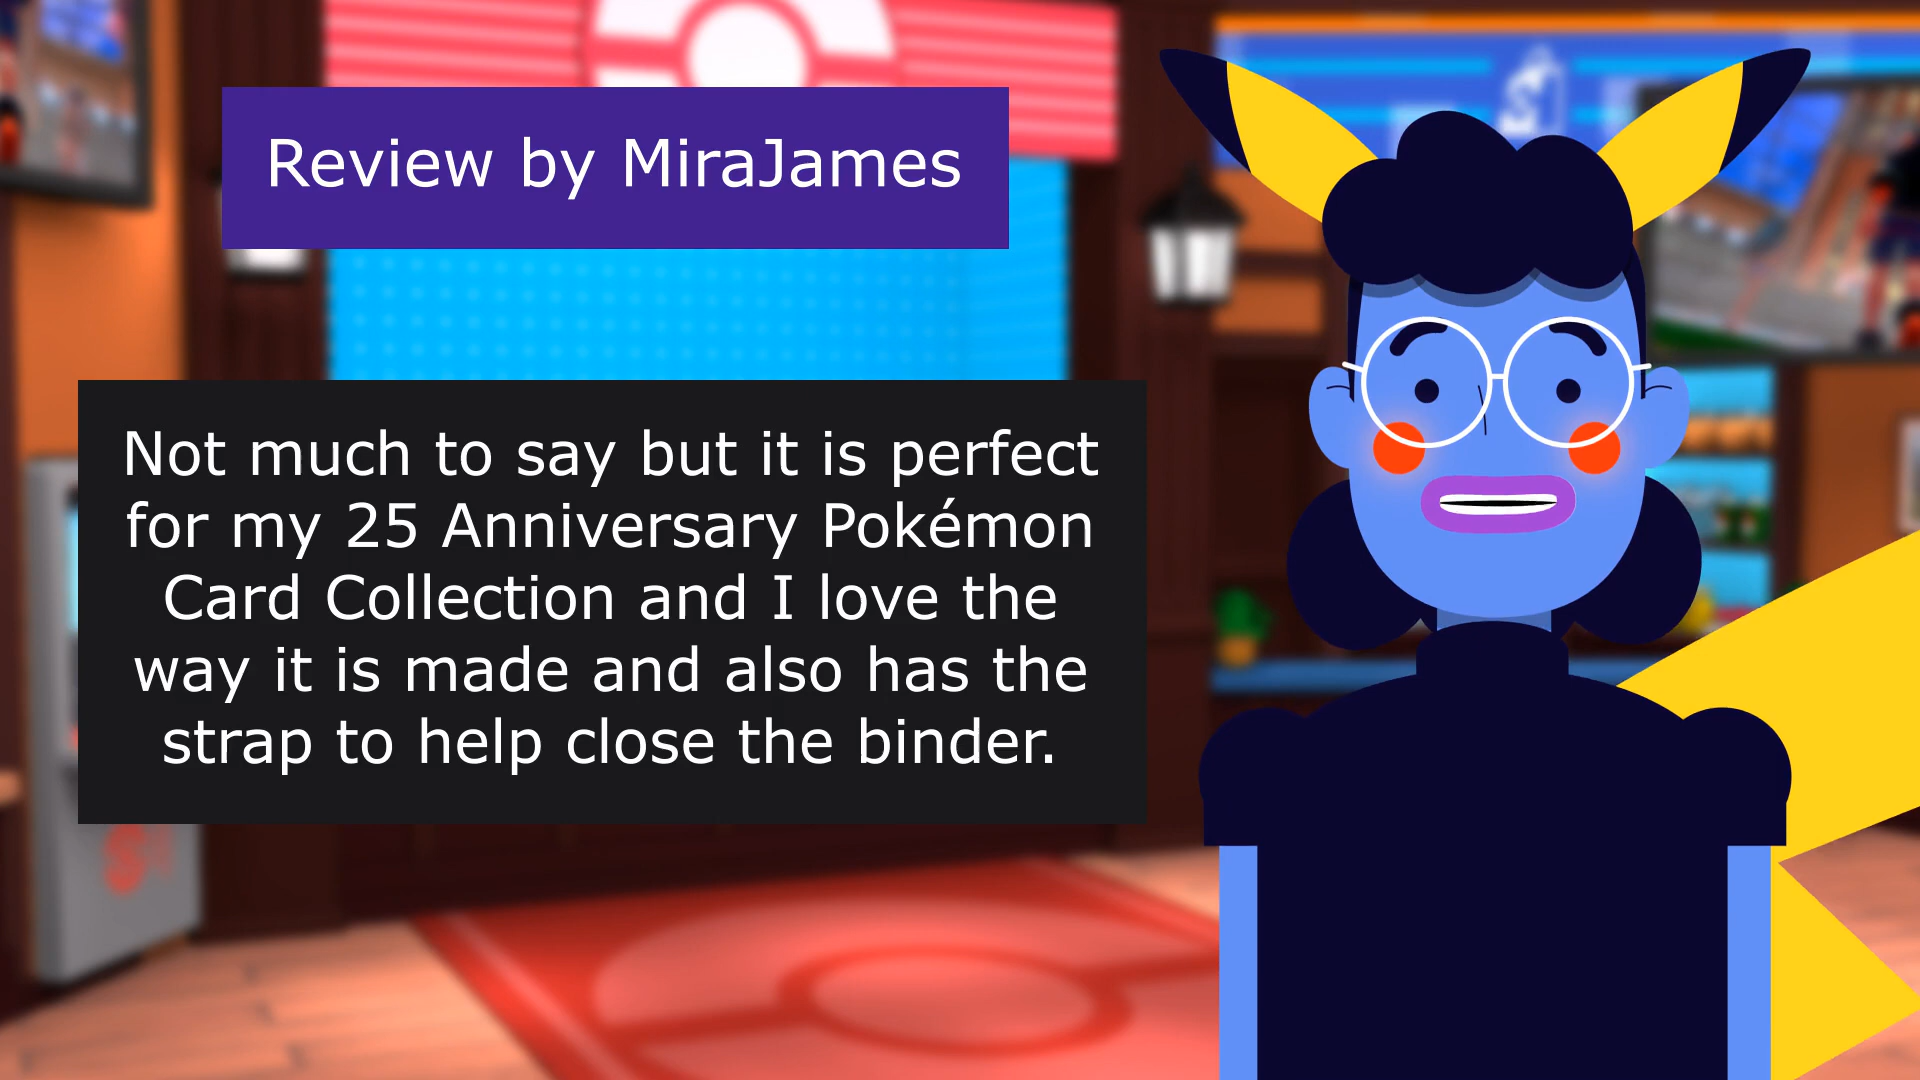 Review by MiraJames
Not much to say but it is perfect
for my 25 Anniversary Pokémon
Card Collection and I love the
way it is made and also has the
strap to help close the binder.